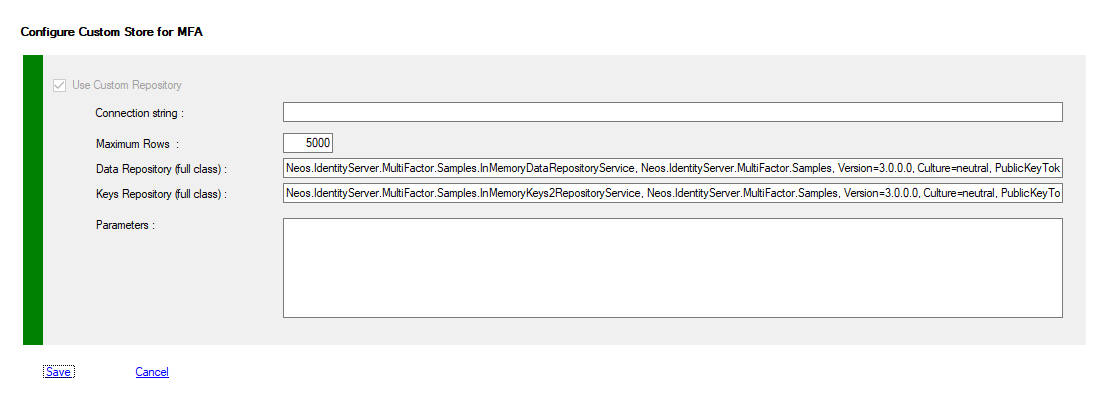 Configure Custom Store for MFA
Use Custom Repository
Connection string :
Maximum Rows : 5000
Data Repository (full class) : Neos.IdentityServer.MultiFactor.Samples.InMemoryDataRepositoryService, Neos.IdentityServer.MultiFactor.Samples, Version=3.0.0.0, Culture=neutral, PublicKeyTok
Keys Repository (full class) : Neos.IdentityServer.MultiFactor.Samples.InMemoryKeys2RepositoryService, Neos.IdentityServer.MultiFactor.Samples, Version=3.0.0.0, Culture=neutral, PublicKeyTo
Parameters :
Save Cancel